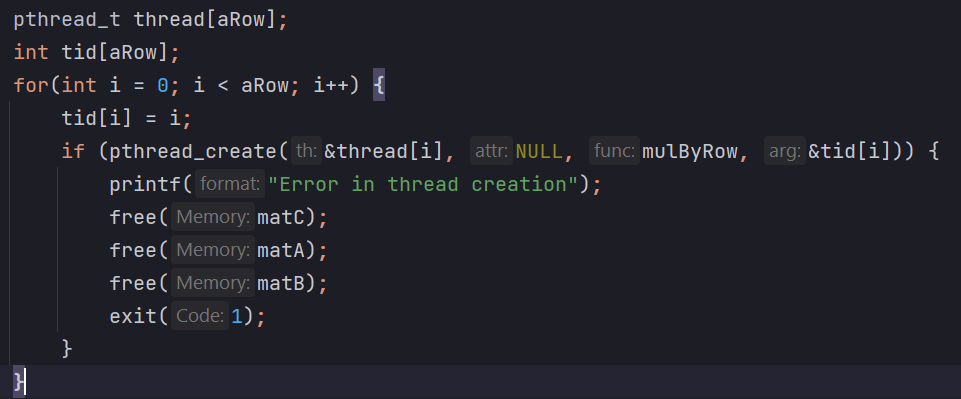 pthread_t thread[aRow];
int tid[aRow];
for(int i = 0; i < aRow; i++) {
    tid[i] = i;
    if (pthread_create( th: &thread[i], attr: NULL, func: mulByRow, arg: &tid[i])) {
        printf( format: "Error in thread creation");
        free( Memory: matC);
        free( Memory: matA);
        free( Memory: matB);
        exit( Code: 1);
    }
}